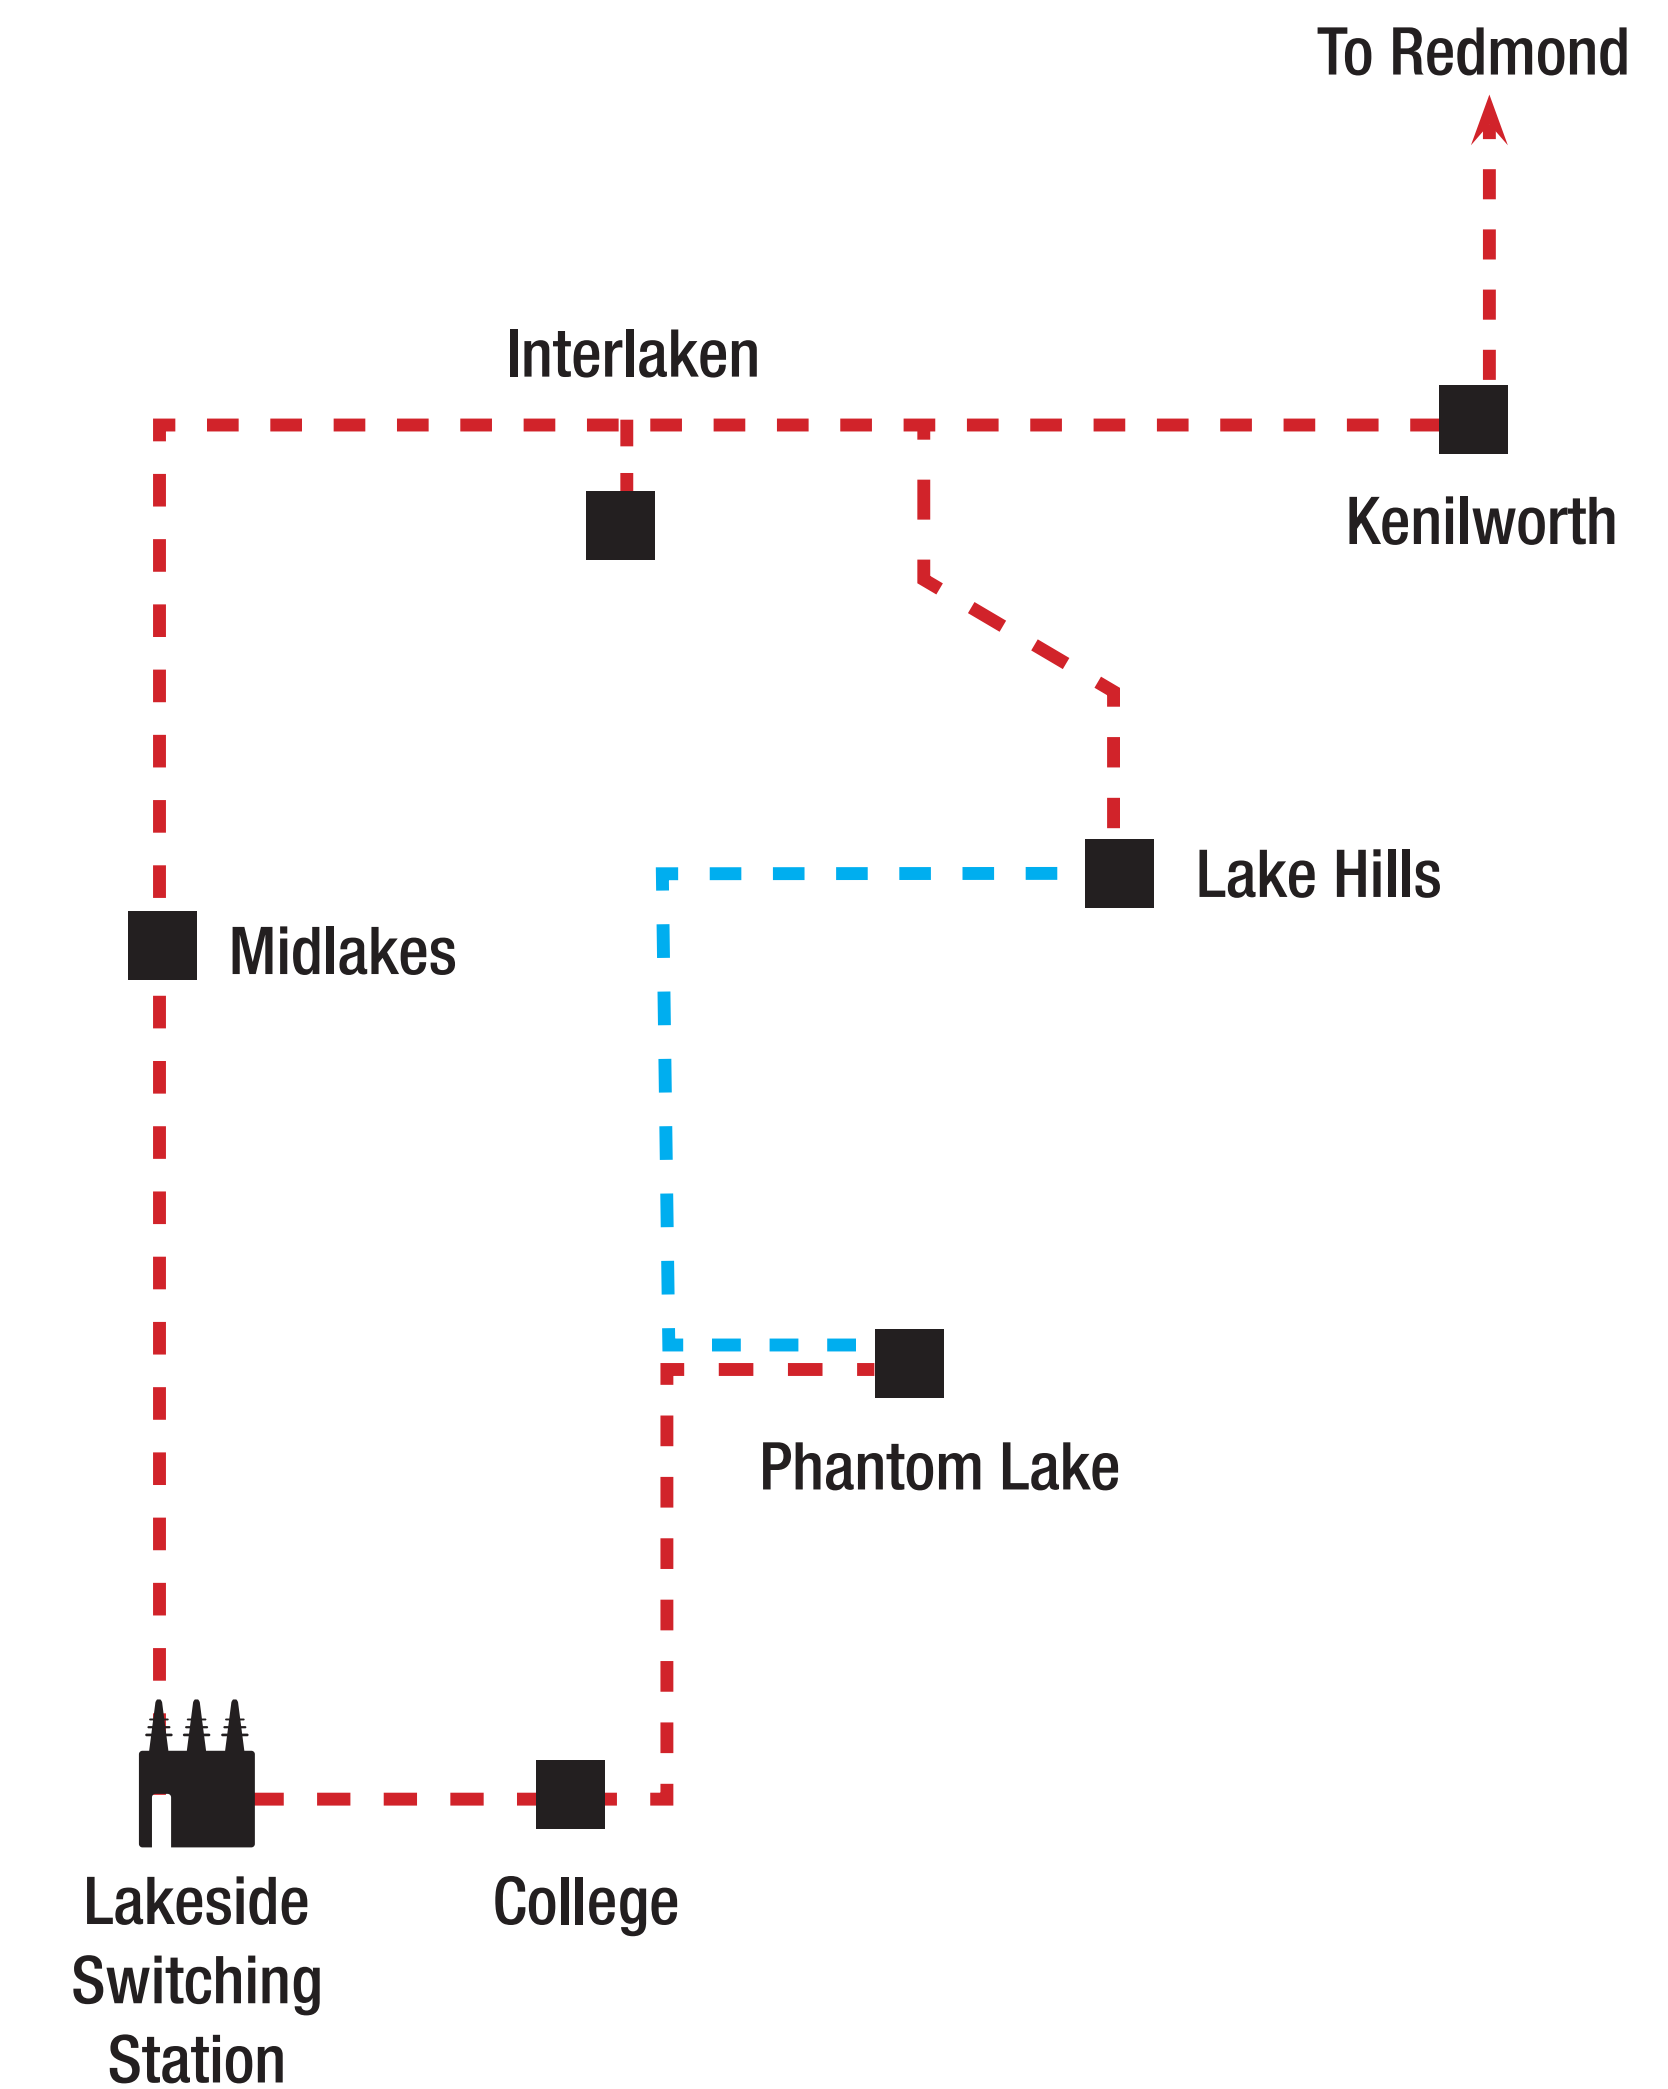 To Redmond
Interlaken
Kenilworth
Lake Hills
Midlakes
Phantom Lake
Lakeside
Switching
Station
College